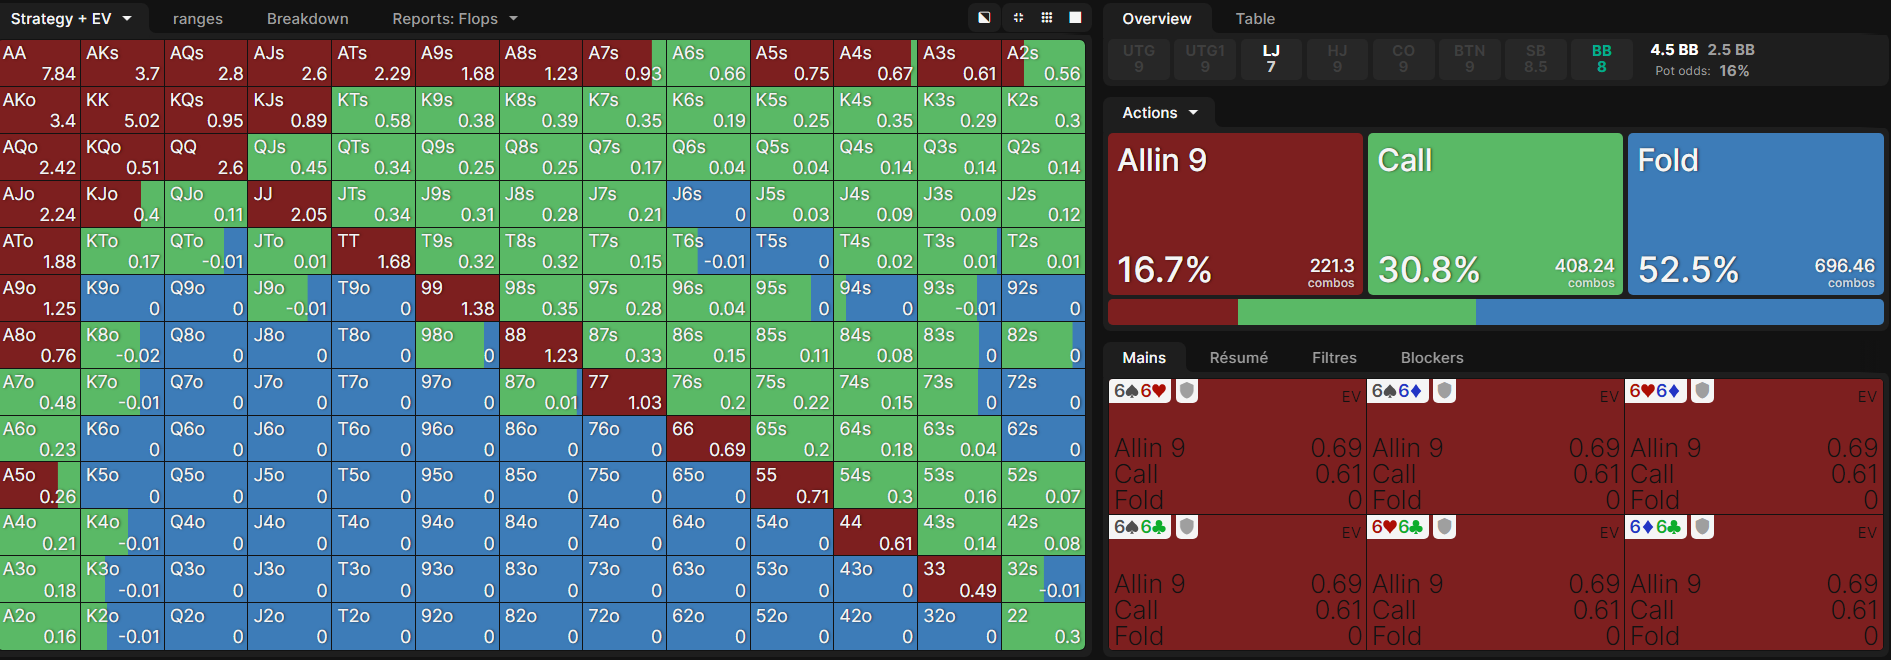 Strategy + EV ranges Breakdown Reports: Flops
AA AKs AQs AJs ATs A9s A8s A7s A6s A5s A4s A3s A2s
7.84 3.7 2.8 2.6 2.29 1.68 1.23 0.93 0.66 0.75 0.67 0.61 0.56
AKo KK KQs KJs KTs K9s K8s K7s K6s K5s K4s K3s K2s
3.4 5.02 0.95 0.89 0.58 0.38 0.39 0.35 0.19 0.25 0.35 0.29 0.3
AQo KQo QQ QJs QTs Q9s Q8s Q7s Q6s Q5s Q4s Q3s Q2s
2.42 0.51 2.6 0.45 0.34 0.25 0.25 0.17 0.04 0.04 0.14 0.14 0.14
AJo KJo QJo JJ JTs J9s J8s J7s J6s J5s J4s J3s J2s
2.24 0.4 0.11 2.05 0.34 0.31 0.28 0.21 0 0.03 0.09 0.09 0.12
ATo KTo QTo JTo TT T9s T8s T7s T6s T5s T4s T3s T2s
1.88 0.17 -0.01 0.01 1.68 0.32 0.32 0.15 -0.01 0 0.02 0.01 0.01
A9o K9o Q9o J9o T9o 99 98s 97s 96s 95s 94s 93s 92s
1.25 0 0 -0.01 0 1.38 0.35 0.28 0.04 0 0 -0.01 0
A8o K8o Q8o J8o T8o 98o 88 87s 86s 85s 84s 83s 82s
0.76 -0.02 0 0 0 0 1.23 0.33 0.15 0.11 0.08 0 0
A7o K7o Q7o J7o T7o 97o 87o 77 76s 75s 74s 73s 72s
0.48 -0.01 0 0 0 0 0.01 1.03 0.2 0.22 0.15 0 0
A6o K6o Q6o J6o T6o 96o 86o 76o 66 65s 64s 63s 62s
0.23 0 0 0 0 0 0 0 0.69 0.2 0.18 0.04 0
A5o K5o Q5o J5o T5o 95o 85o 75o 65o 55 54s 53s 52s
0.26 0 0 0 0 0 0 0 0 0.71 0.3 0.16 0.07
A4o K4o Q4o J4o T4o 94o 84o 74o 64o 54o 44 43s 42s
0.21 -0.01 0 0 0 0 0 0 0 0 0.61 0.14 0.08
A3o K3o Q3o J3o T3o 93o 83o 73o 63o 53o 43o 33 32s
0.18 -0.01 0 0 0 0 0 0 0 0 0 0.49 -0.01
A2o K2o Q2o J2o T2o 92o 82o 72o 62o 52o 42o 32o 22
0.16 -0.01 0 0 0 0 0 0 0 0 0 0 0.3
Overview Table
UTG UTG1 LJ HJ CO BTN SB BB 4.5 BB 2.5 BB
9 9 7 9 9 9 8.5 8 Pot odds: 16%
Actions
Allin 9 Call Fold
16.7% 221.3 30.8% 408.24 52.5% 696.46
combos combos combos
Mains Résumé Filtres Blockers
6♠6♥ EV 6♠6♦ EV 6♥6♦ EV
Allin 9 0.69 Allin 9 0.69 Allin 9 0.69
Call 0.61 Call 0.61 Call 0.61
Fold 0 Fold 0 Fold 0
6♠6♣ EV 6♥6♣ EV 6♦6♣ EV
Allin 9 0.69 Allin 9 0.69 Allin 9 0.69
Call 0.61 Call 0.61 Call 0.61
Fold 0 Fold 0 Fold 0